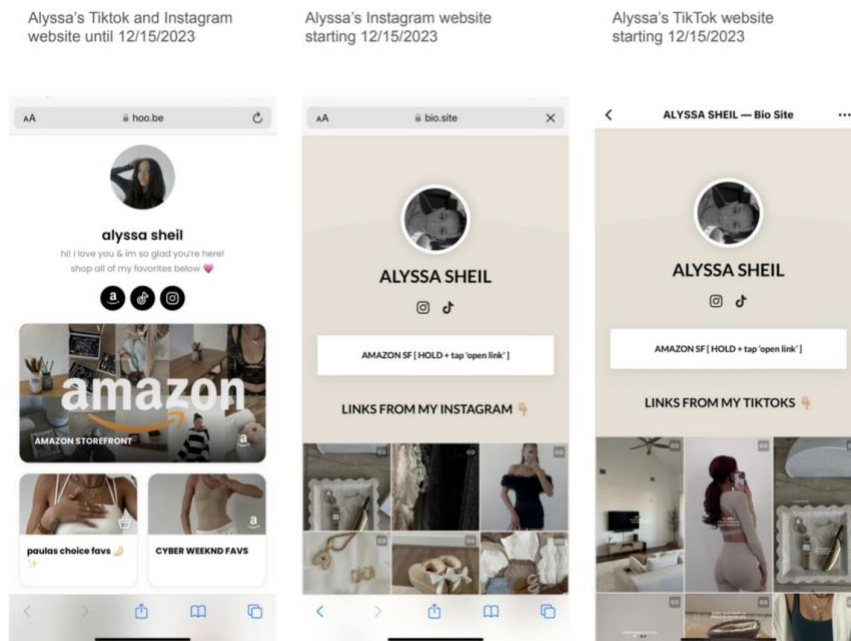 Alyssa's Tiktok and Instagram
website until 12/15/2023
Alyssa's Instagram website
starting 12/15/2023
Alyssa's TikTok website
starting 12/15/2023
AA
hoo.be
alyssa sheil
hi! i love you & im so glad you're here!
shop all of my favorites below 💗
a
amazon
AMAZON STOREFRONT
a
paulas choice favs 🤌🏼
✨
a
CYBER WEEKND FAVS
AA
bio.site
ALYSSA SHEIL
AMAZON SF [ HOLD + tap 'open link' ]
LINKS FROM MY INSTAGRAM 👇🏼
ALYSSA SHEIL — Bio Site
ALYSSA SHEIL
AMAZON SF [ HOLD + tap 'open link' ]
LINKS FROM MY TIKTOKS 👇🏼